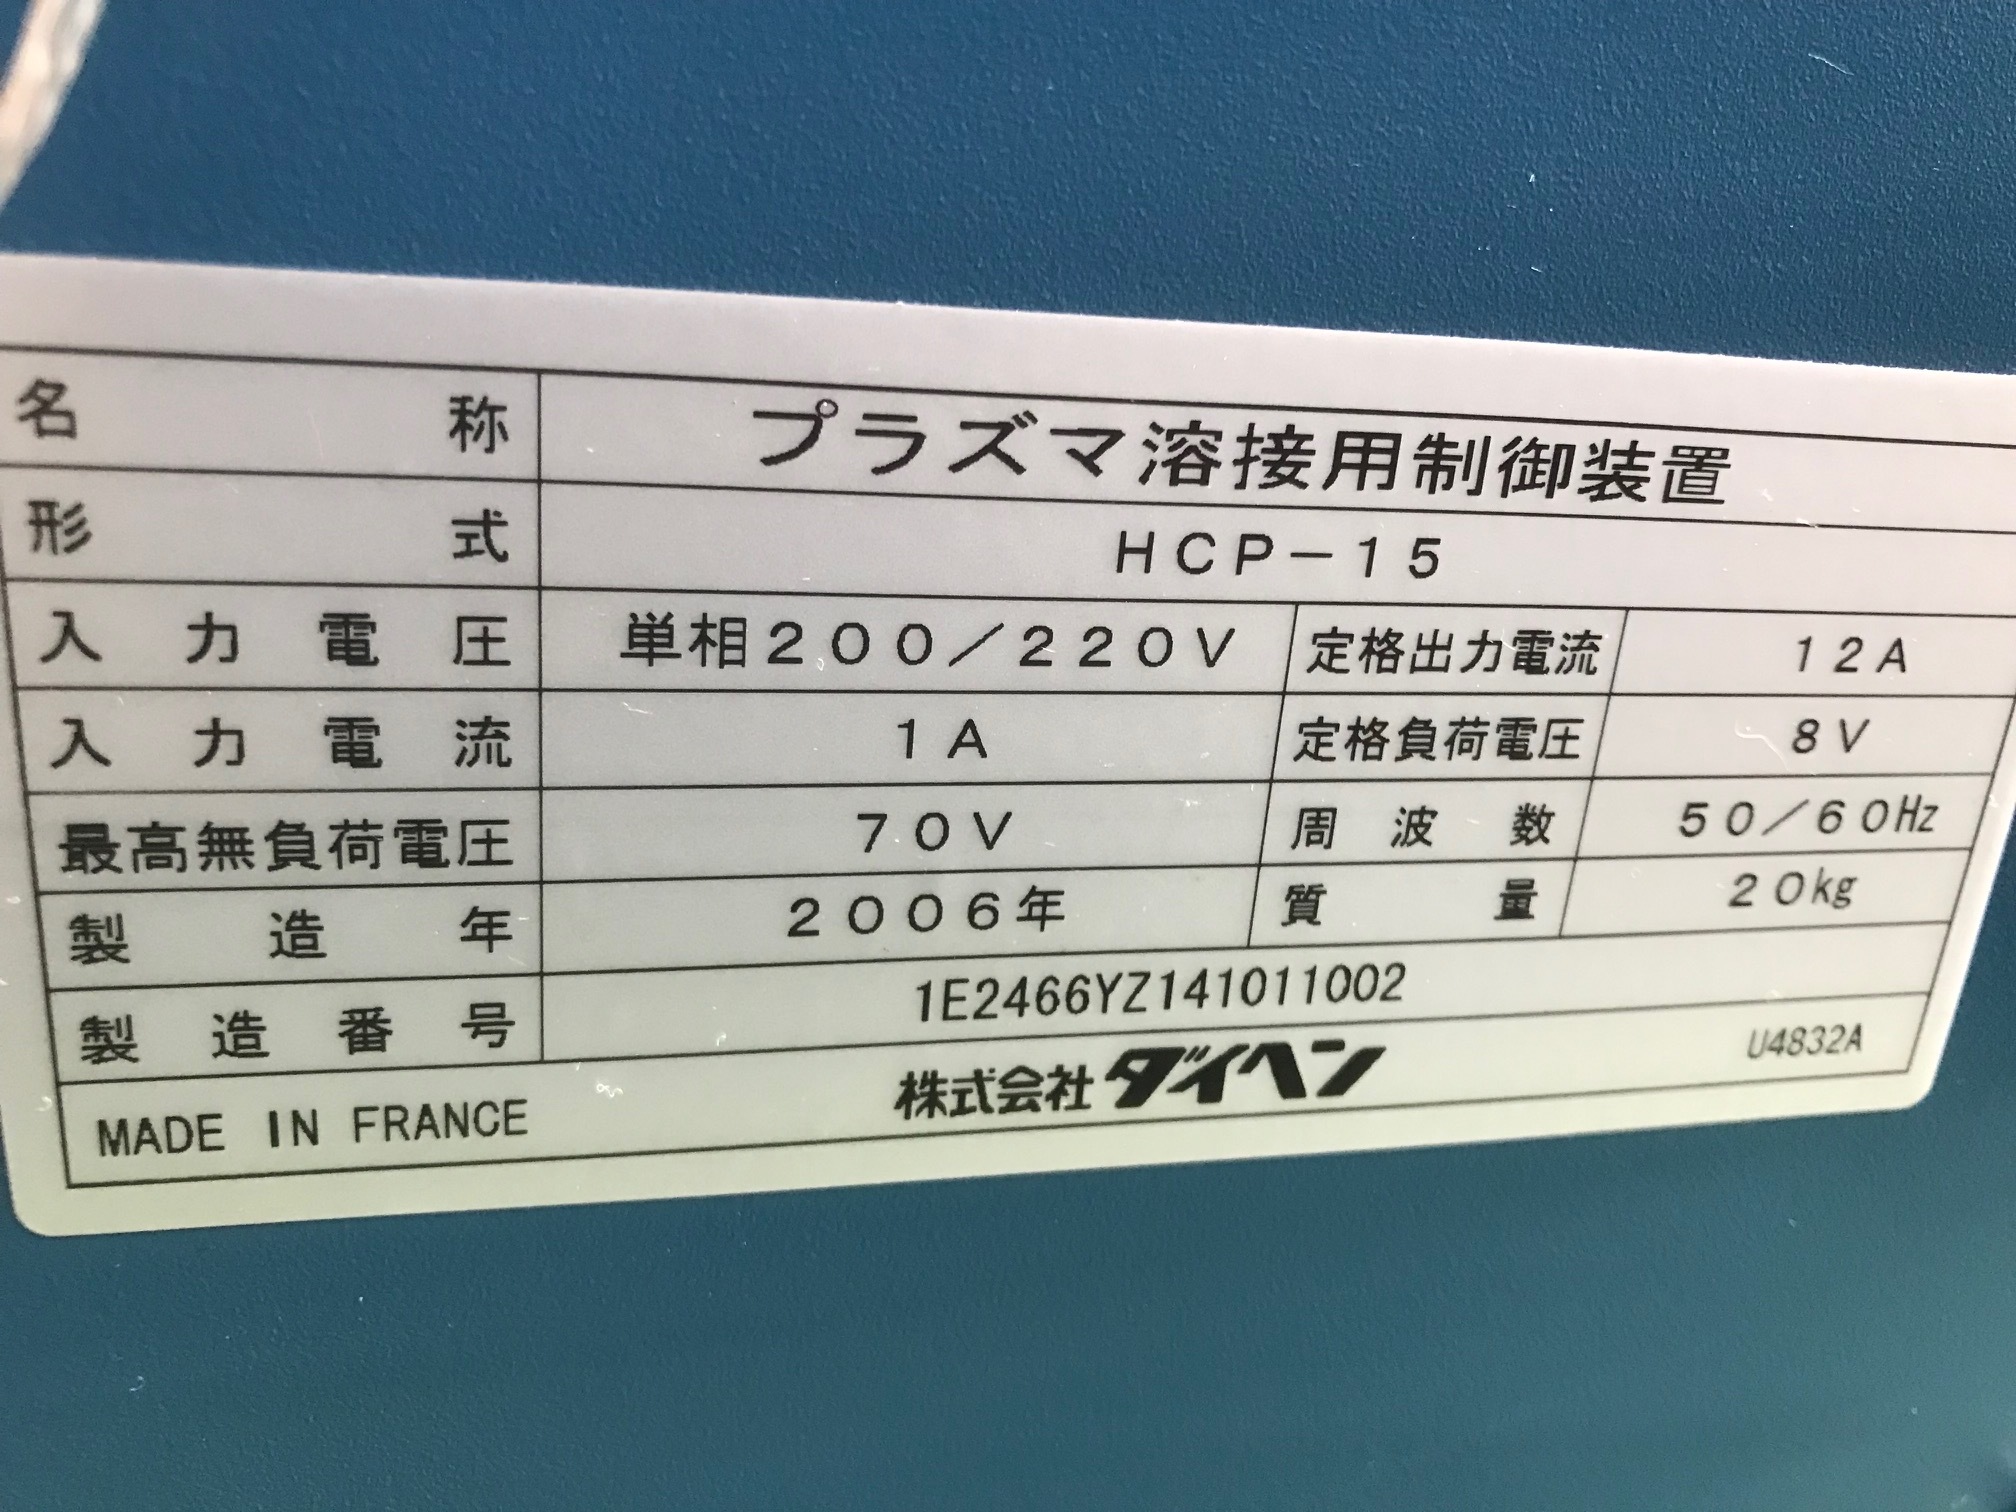 名称 プラズマ溶接用制御装置
形式 HCP-15
入力電圧 単相200/220V 定格出力電流 12A
入力電流 1A 定格負荷電圧 8V
最高無負荷電圧 70V 周波数 50/60Hz
製造年 2006年 質量 20kg
製造番号 1E2466YZ141011002
MADE IN FRANCE 株式会社ダイヘン U4832A